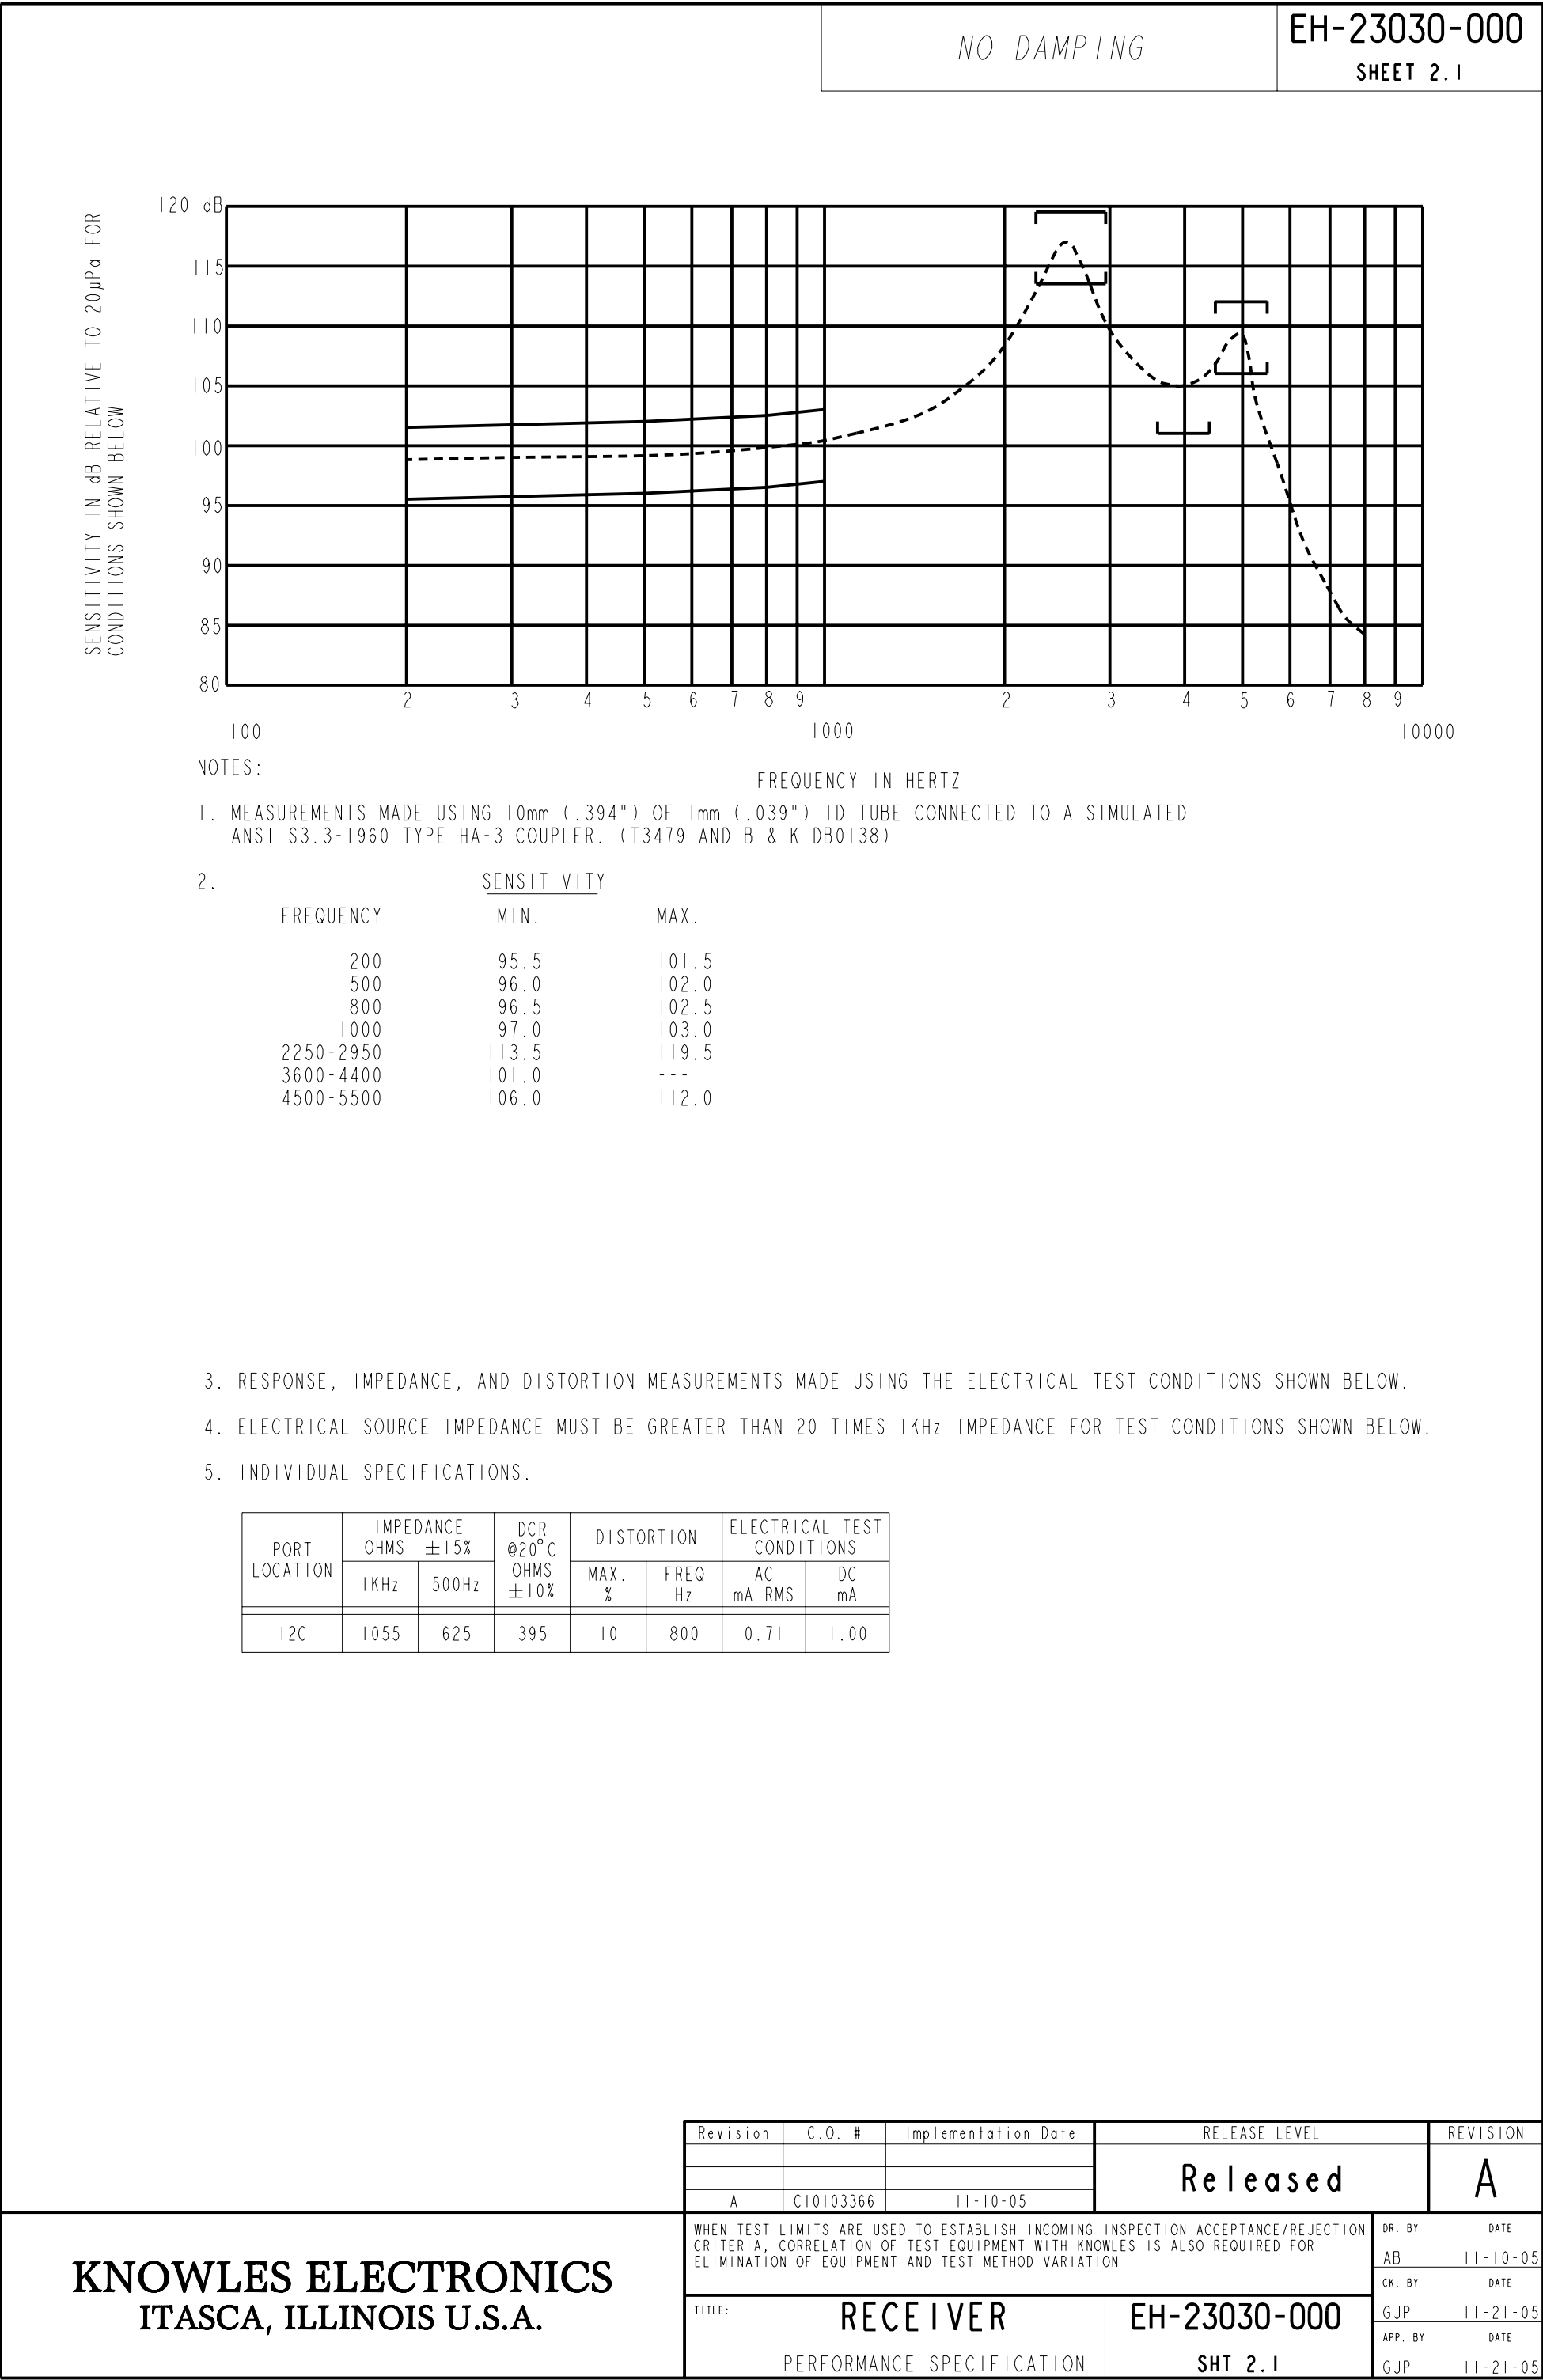 NO DAMPING
EH-23030-000
SHEET 2.1
SENSITIVITY IN dB RELATIVE TO 20µPa FOR
CONDITIONS SHOWN BELOW
120 dB
115
110
105
100
95
90
85
80
2 3 4 5 6 7 8 9 2 3 4 5 6 7 8 9
100 1000 10000
FREQUENCY IN HERTZ
NOTES:
1. MEASUREMENTS MADE USING 10mm (.394") OF 1mm (.039") ID TUBE CONNECTED TO A SIMULATED
ANSI S3.3-1960 TYPE HA-3 COUPLER. (T3479 AND B & K DB0138)
2. SENSITIVITY
FREQUENCY MIN. MAX.
200 95.5 101.5
500 96.0 102.0
800 96.5 102.5
1000 97.0 103.0
2250-2950 113.5 119.5
3600-4400 101.0 ---
4500-5500 106.0 112.0
3. RESPONSE, IMPEDANCE, AND DISTORTION MEASUREMENTS MADE USING THE ELECTRICAL TEST CONDITIONS SHOWN BELOW.
4. ELECTRICAL SOURCE IMPEDANCE MUST BE GREATER THAN 20 TIMES 1KHz IMPEDANCE FOR TEST CONDITIONS SHOWN BELOW.
5. INDIVIDUAL SPECIFICATIONS.
PORT
LOCATION
IMPEDANCE
OHMS ±15%
1KHz 500Hz
DCR
@20°C
OHMS
±10%
DISTORTION
MAX.
%
FREQ
Hz
ELECTRICAL TEST
CONDITIONS
AC
mA RMS
DC
mA
12C 1055 625 395 10 800 0.71 1.00
Revision C.O. # Implementation Date
A C10103366 11-10-05
RELEASE LEVEL
Released
REVISION
A
KNOWLES ELECTRONICS
ITASCA, ILLINOIS U.S.A.
WHEN TEST LIMITS ARE USED TO ESTABLISH INCOMING INSPECTION ACCEPTANCE/REJECTION
CRITERIA, CORRELATION OF TEST EQUIPMENT WITH KNOWLES IS ALSO REQUIRED FOR
ELIMINATION OF EQUIPMENT AND TEST METHOD VARIATION
TITLE:
RECEIVER
PERFORMANCE SPECIFICATION
EH-23030-000
SHT 2.1
DR. BY DATE
AB 11-10-05
CK. BY DATE
GJP 11-21-05
APP. BY DATE
GJP 11-21-05